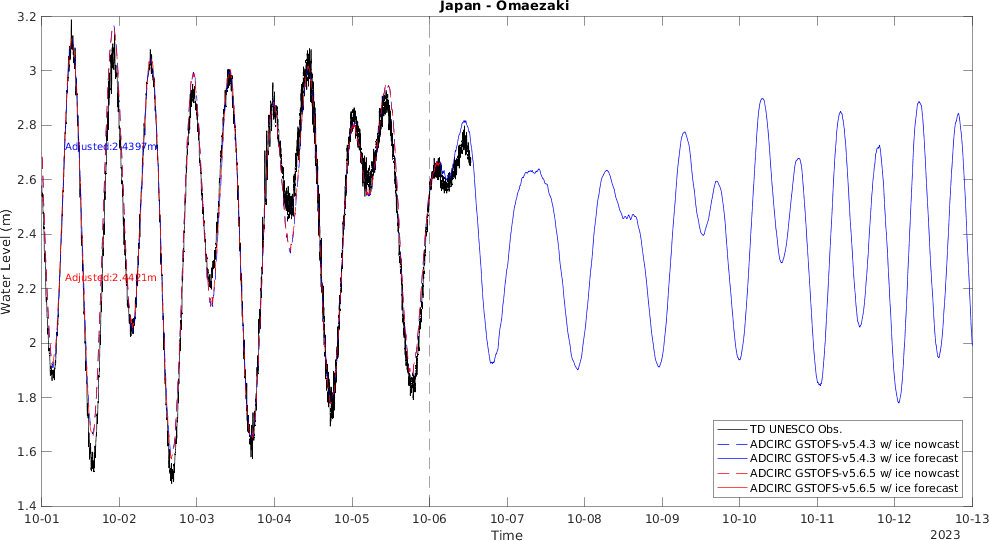 Japan - Omaezaki
3.2
3
2.8
2.6
2.4
2.2
2
1.8
1.6
1.4
Water Level (m)
Adjusted:2.4397m
Adjusted:2.4421m
TD UNESCO Obs.
ADCIRC GSTOFS-v5.4.3 w/ ice nowcast
ADCIRC GSTOFS-v5.4.3 w/ ice forecast
ADCIRC GSTOFS-v5.6.5 w/ ice nowcast
ADCIRC GSTOFS-v5.6.5 w/ ice forecast
10-01 10-02 10-03 10-04 10-05 10-06 10-07 10-08 10-09 10-10 10-11 10-12 10-13
Time
2023